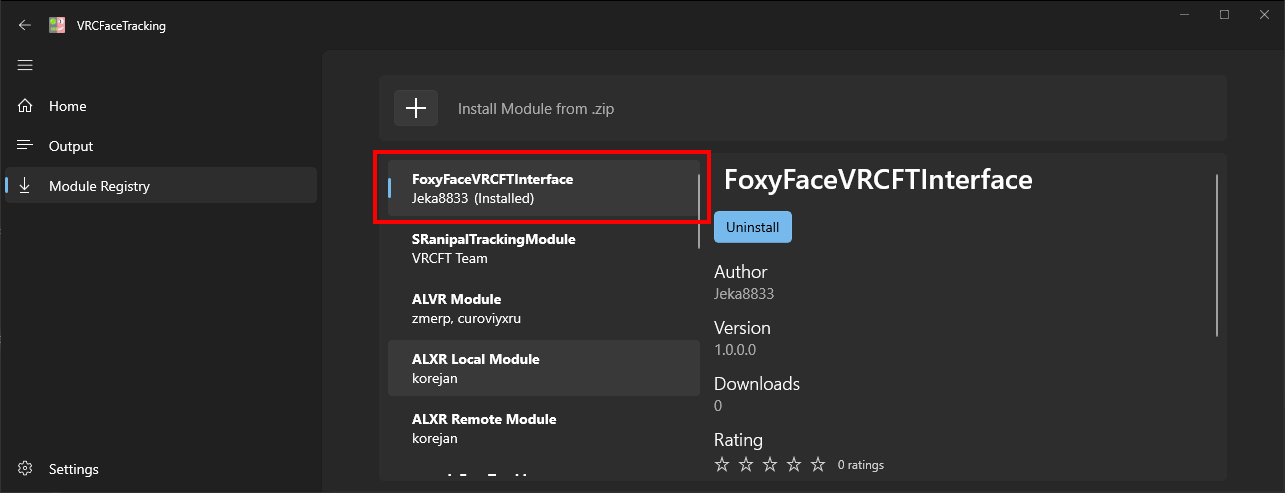 VRCFaceTracking
Home
Output
Module Registry
Settings
Install Module from .zip
FoxyFaceVRCFTInterface
Jeka8833 (Installed)
SRanipalTrackingModule
VRCFT Team
ALVR Module
zmerp, curoviyxru
ALXR Local Module
korejan
ALXR Remote Module
korejan
FoxyFaceVRCFTInterface
Uninstall
Author
Jeka8833
Version
1.0.0.0
Downloads
0
Rating
0 ratings